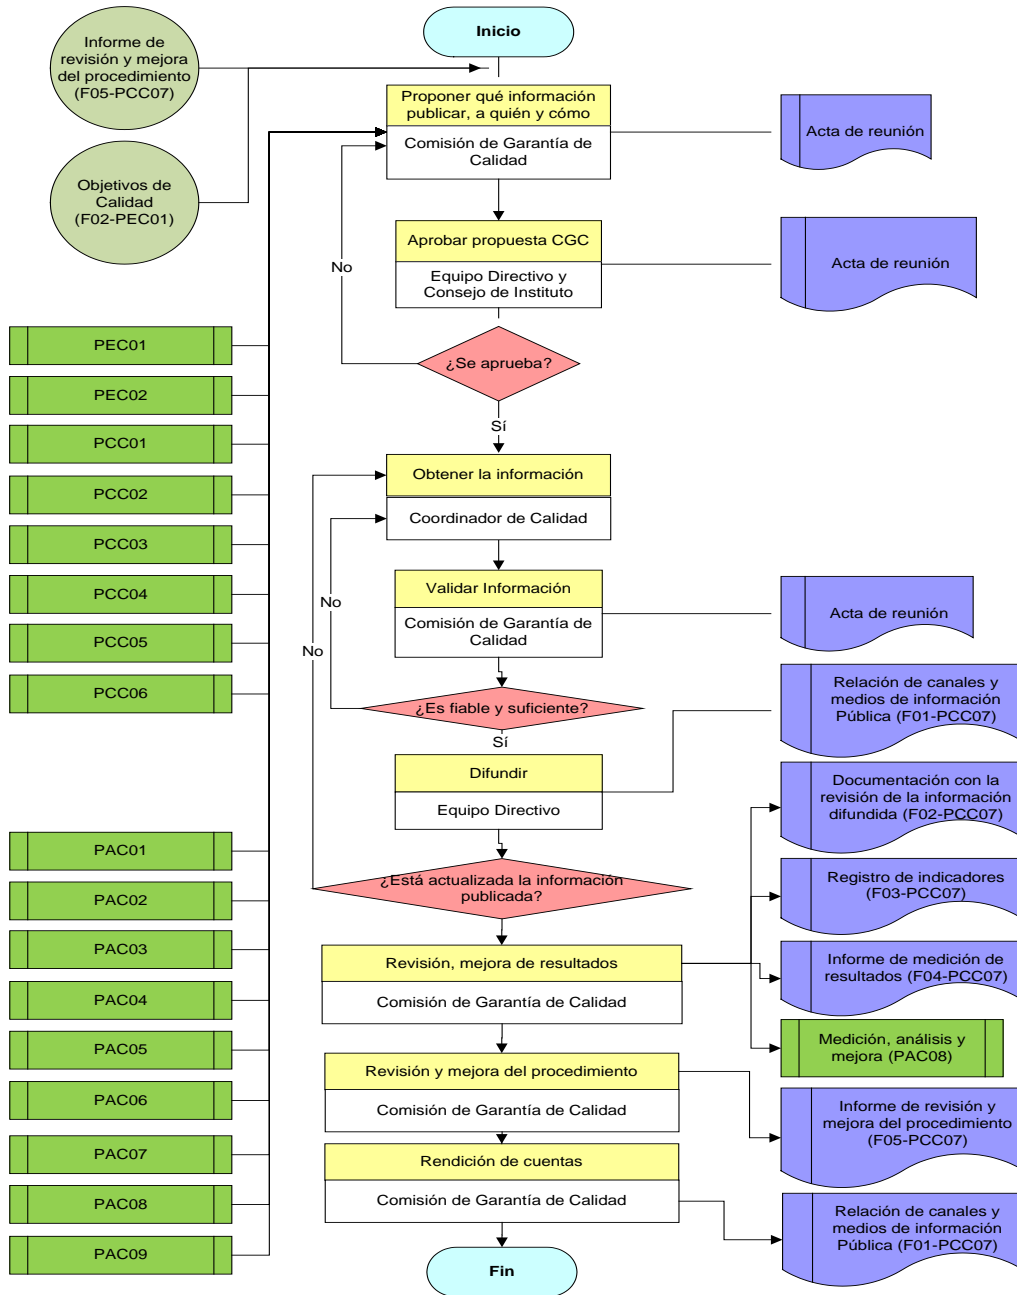 Inicio
Informe de
revisión y mejora
del procedimiento
(F05-PCC07)
Proponer qué información
publicar, a quién y cómo
Comisión de Garantía de
Calidad
Acta de reunión
Objetivos de
Calidad
(F02-PEC01)
Aprobar propuesta CGC
Equipo Directivo y
Consejo de Instituto
Acta de reunión
No
¿Se aprueba?
Sí
PEC01
PEC02
PCC01
PCC02
PCC03
PCC04
PCC05
PCC06
Obtener la información
Coordinador de Calidad
Validar Información
Comisión de Garantía de
Calidad
Acta de reunión
No
No
¿Es fiable y suficiente?
Sí
Relación de canales y
medios de información
Pública (F01-PCC07)
Difundir
Equipo Directivo
Documentación con la
revisión de la información
difundida (F02-PCC07)
¿Está actualizada la información
publicada?
Registro de indicadores
(F03-PCC07)
PAC01
PAC02
PAC03
PAC04
PAC05
PAC06
PAC07
PAC08
PAC09
Revisión, mejora de resultados
Comisión de Garantía de Calidad
Informe de medición de
resultados (F04-PCC07)
Medición, análisis y
mejora (PAC08)
Revisión y mejora del procedimiento
Comisión de Garantía de Calidad
Informe de revisión y
mejora del procedimiento
(F05-PCC07)
Rendición de cuentas
Comisión de Garantía de Calidad
Relación de canales y
medios de información
Pública (F01-PCC07)
Fin